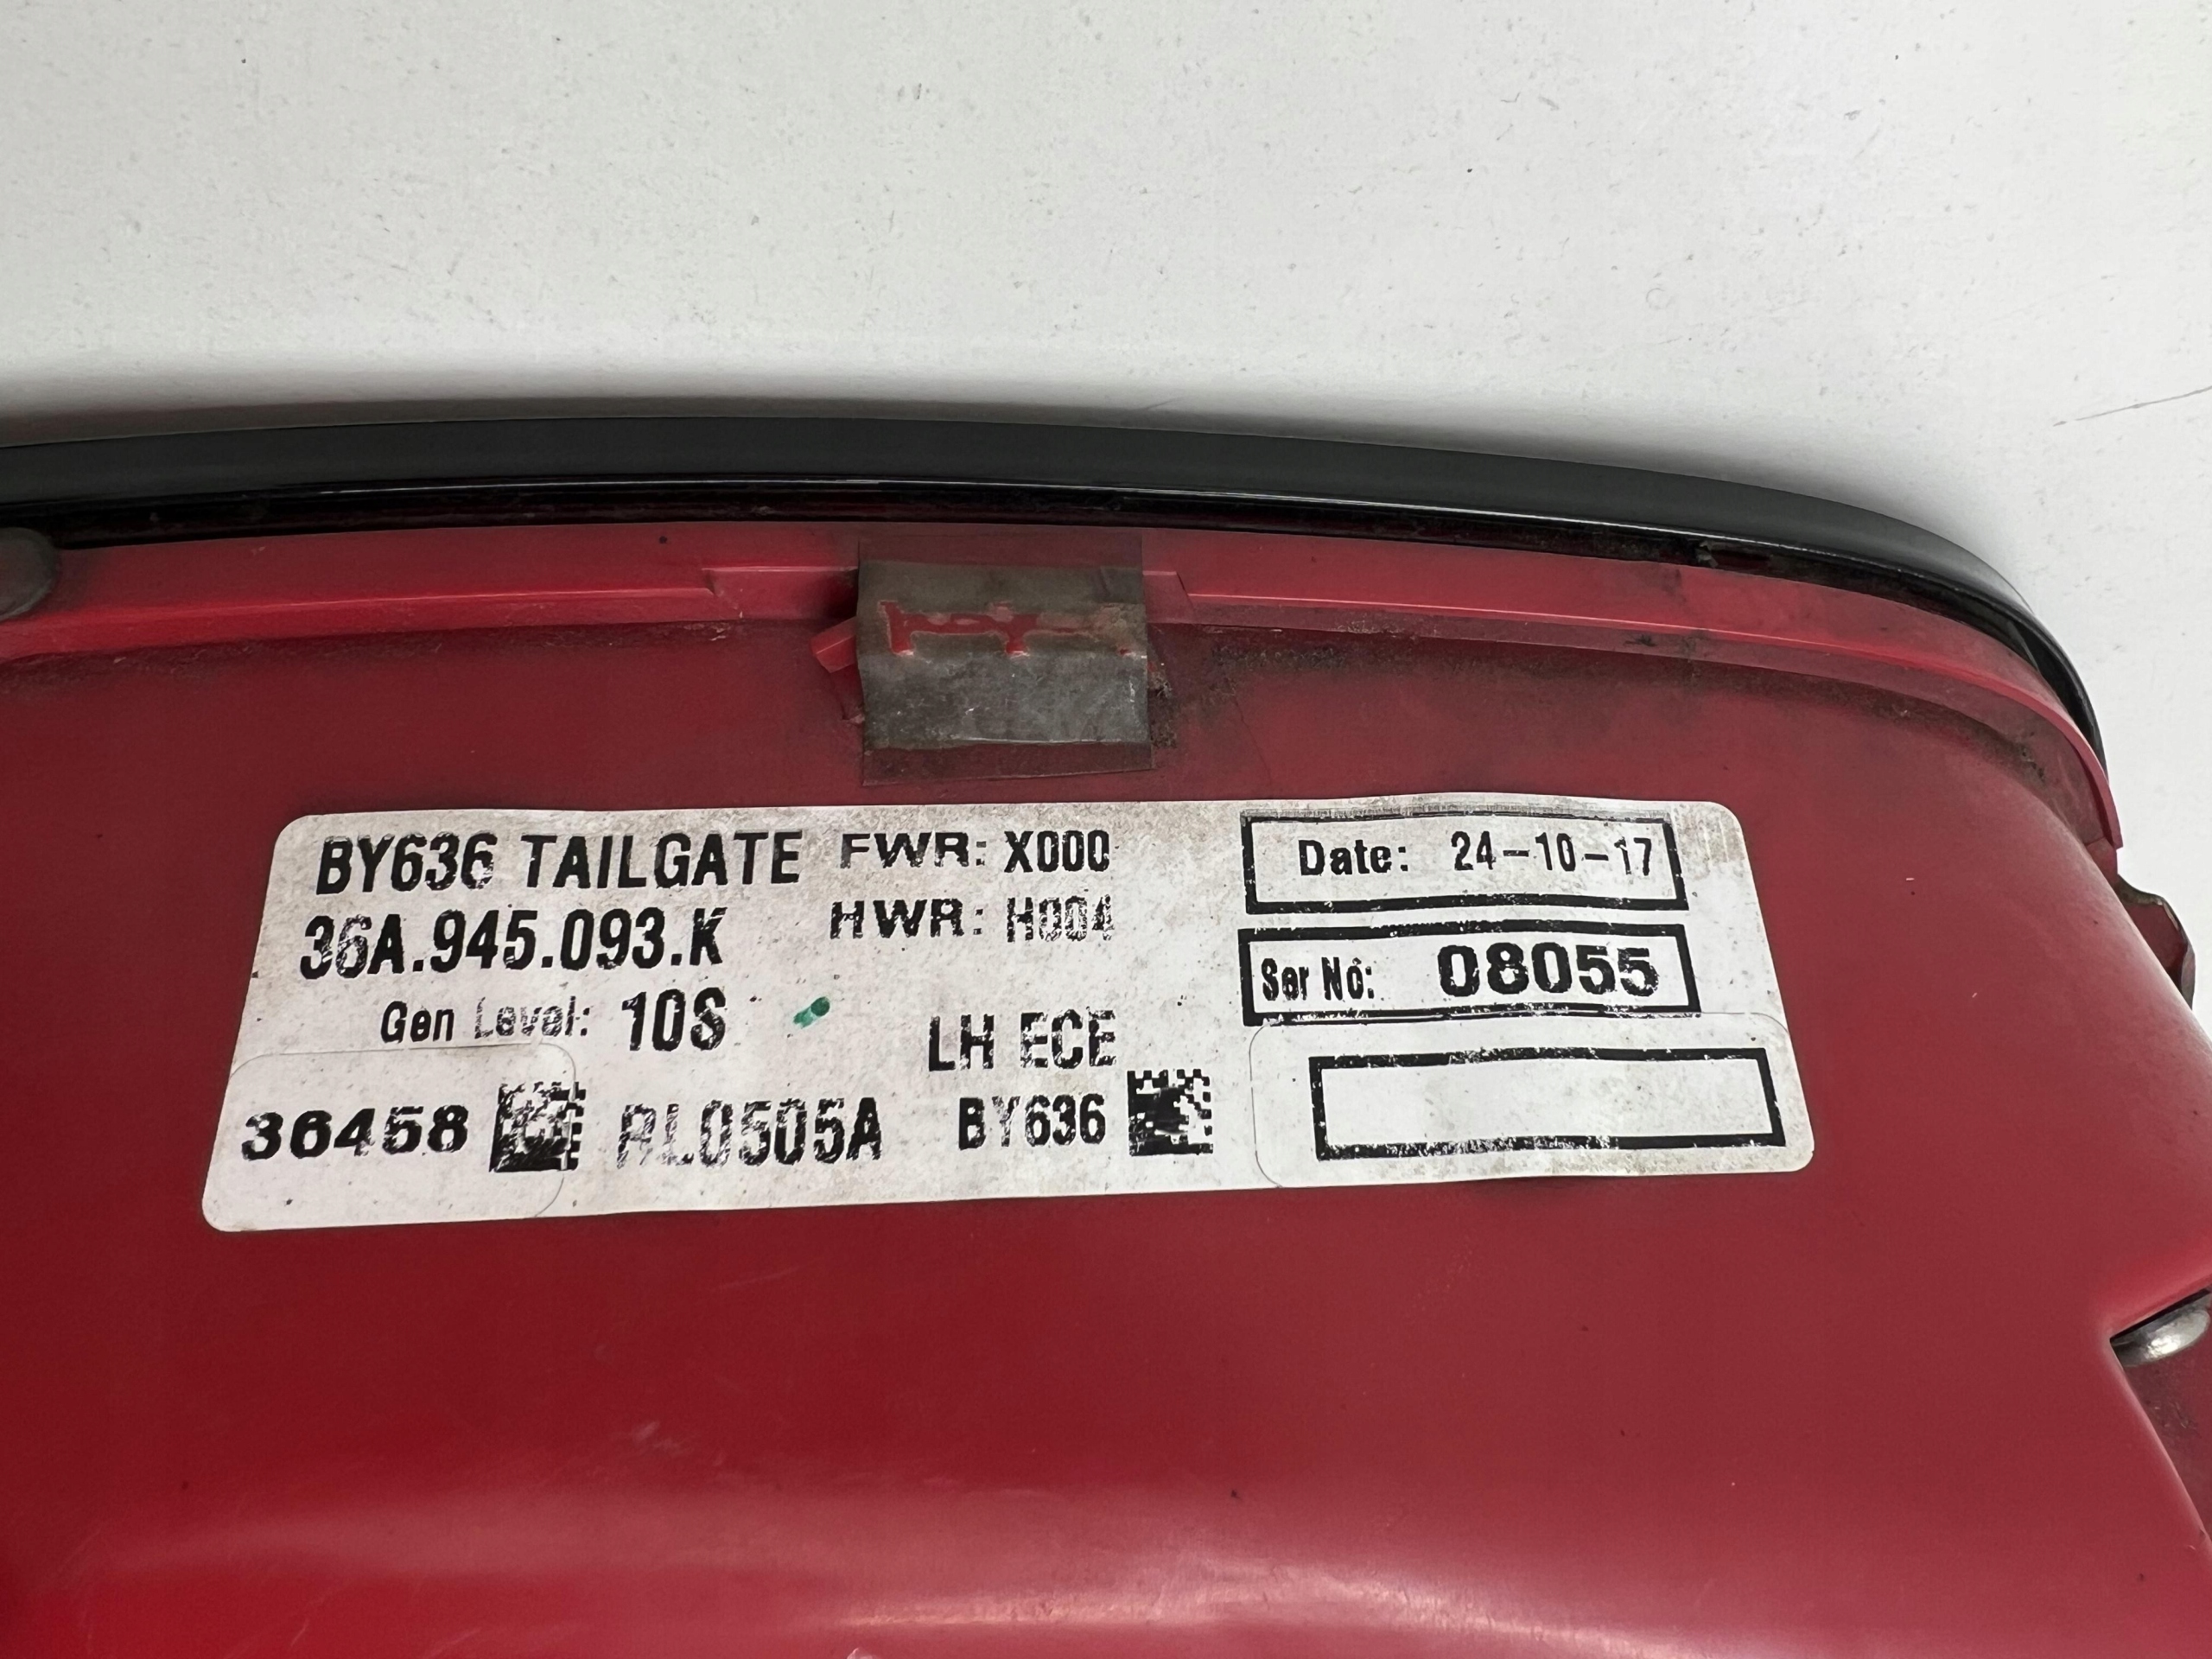 BY636 TAILGATE FWR: X000 Date: 24-10-17
36A.945.093.K HWR: H004
Gen Level: 10S LH ECE Ser No: 08055
36458 RL0505A BY636